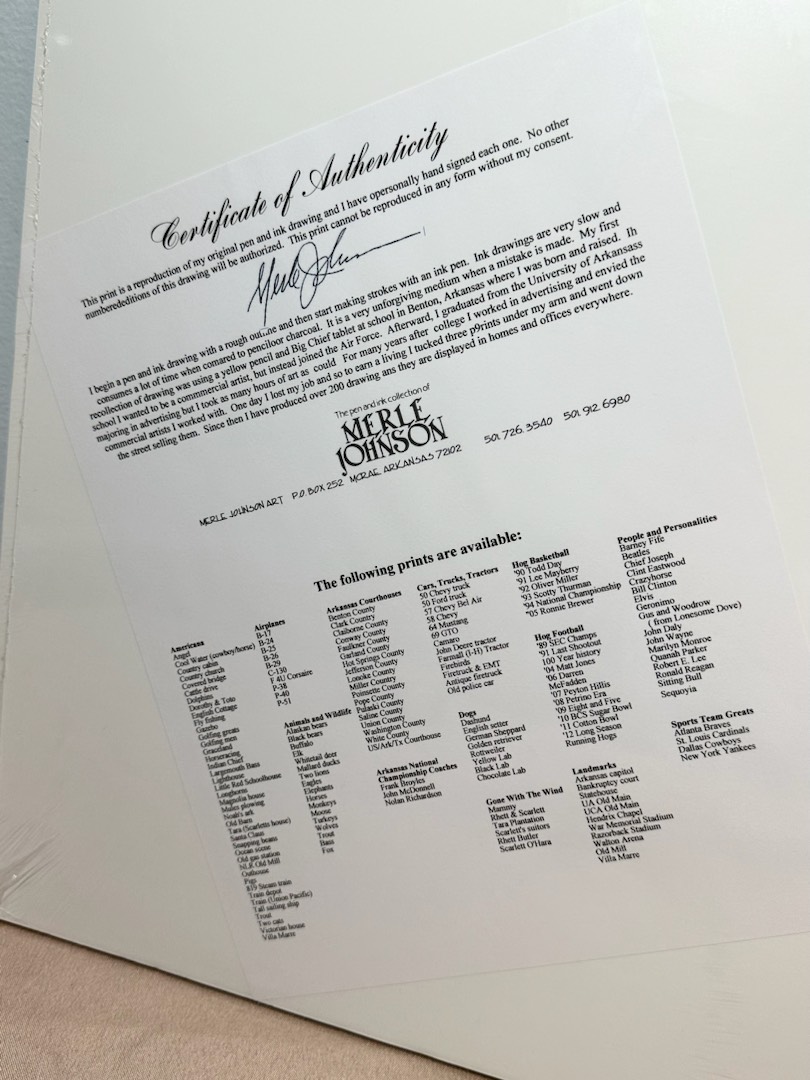 Certificate of Authenticity
This print is a reproduction of my original pen and ink drawing and I have opersonally hand signed each one. No other
numberededitions of this drawing will be authorized. This print cannot be reproduced in any form without my consent.
Merle Johnson
I begin a pen and ink drawing with a rough outline and then start making strokes with an ink pen. Ink drawings are very slow and
consumes a lot of time when comared to penciloor charcoal. It is a very unforgiving medium when a mistake is made. My first
recollection of drawing was using a yellow pencil and Big Chief tablet at school in Benton, Arkansas where I was born and raised. Ih
school I wanted to be a commmercial artist, but instead joined the Air Force. Afterward, I graduated from the University of Arkansass
majoring in advertising but I took as many hours of art as could For many years after college I worked in advertising and envied the
commercial artists I worked with. One day I lost my job and so to earn a living I tucked three p9rints under my arm and went down
the street selling them. Since then I have produced over 200 drawing ans they are displayed in homes and offices everywhere.
The pen and ink collection of
MERLE
JOHNSON
MERLE JOHNSON ART P.O. BOX 252 MCRAE ARKANSAS 72102 501.726.3540 501.912.6980
The following prints are available:
Americana
Angel
Cool Water (cowboy/horse)
Country cabin
Country church
Covered bridge
Cattle drive
Dolphins
Dorothy & Toto
English Cottage
Fly fishing
Gazebo
Golfing greats
Golfing men
Graceland
Horseracing
Indian Chief
Largemouth Bass
Lighthouse
Little Red Schoolhouse
Longhorns
Magnolia house
Mules plowing
Noah's ark
Old Barn
Tara (Scarletts house)
Santa Claus
Snapping beans
Ocean scene
Old gas station
NLR Old Mill
Outhouse
Pigs
819 Steam train
Train depot
Train (Union Pacific)
Tall sailing ship
Trout
Two cats
Victorian house
Villa Marre
Airplanes
B-17
B-24
B-25
B-26
B-29
C-130
F 4U Corsaire
P-38
P-40
P-51
Animals and Wildlife
Alaskan bears
Black bears
Buffalo
Elk
Whitetail deer
Mallard ducks
Two lions
Eagles
Elephants
Horses
Monkeys
Moose
Turkeys
Wolves
Trout
Bass
Fox
Arkansas Courthouses
Benton County
Clark Country
Claiborne County
Conway County
Faulkner County
Garland County
Hot Springs County
Jefferson County
Lonoke County
Miller County
Poinsette County
Pope County
Pulaski County
Saline County
Union County
Washington County
White County
US/Ark/Tx Courthouse
Arkansas National
Championship Coaches
Frank Broyles
John McDonnell
Nolan Richardson
Cars, Trucks, Tractors
50 Chevy truck
50 Ford truck
57 Chevy Bel Air
58 Chevy
64 Mustang
69 GTO
Camaro
John Deere tractor
Farmall (I-H) Tractor
Firebirds
Firetruck & EMT
Antique firetruck
Old police car
Dogs
Dashund
English setter
German Sheppard
Golden retriever
Rottweiler
Yellow Lab
Black Lab
Chocolate Lab
Gone With The Wind
Mammy
Rhett & Scarlett
Tara Plantation
Scarlett's suitors
Rhett Butler
Scarlett O'Hara
Hog Basketball
'90 Todd Day
'91 Lee Mayberry
'92 Oliver Miller
'93 Scotty Thurman
'94 National Championship
'05 Ronnie Brewer
Hog Football
'89 SEC Champs
'91 Last Shootout
100 Year history
'04 Matt Jones
'06 Darren
McFadden
'07 Peyton Hillis
'08 Petrino Era
'09 Eight and Five
'10 BCS Sugar Bowl
'11 Cotton Bowl
'12 Long Season
Running Hogs
Landmarks
Arkansas capitol
Bankruptcy court
Statehouse
UA Old Main
UCA Old Main
Hendrix Chapel
War Memorial Stadium
Razorback Stadium
Walton Arena
Old Mill
Villa Marre
People and Personalities
Barney Fife
Beatles
Chief Joseph
Clint Eastwood
Crazyhorse
Bill Clinton
Elvis
Geronimo
Gus and Woodrow
( from Lonesome Dove)
John Daly
John Wayne
Marilyn Monroe
Quanah Parker
Robert E. Lee
Ronald Reagan
Sitting Bull
Sequoyia
Sports Team Greats
Atlanta Braves
St. Louis Cardinals
Dallas Cowboys
New York Yankees